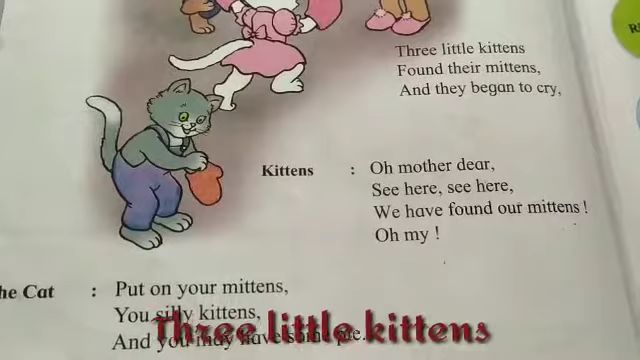 Three little kittens
Found their mittens,
And they began to cry,
Kittens : Oh mother dear,
See here, see here,
We have found our mittens !
Oh my !
he Cat : Put on your mittens,
You silly kittens,
And you may have some pie.
Three little kittens